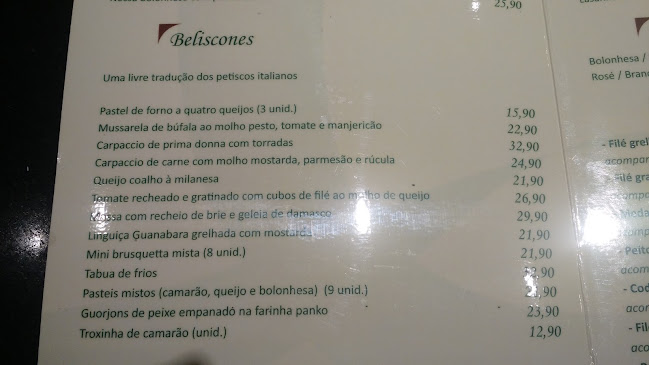 25,90
Beliscones
Uma livre tradução dos petiscos italianos
Pastel de forno a quatro queijos (3 unid.) 15,90
Mussarela de búfala ao molho pesto, tomate e manjericão 22,90
Carpaccio de prima donna com torradas 32,90
Carpaccio de carne com molho mostarda, parmesão e rúcula 24,90
Queijo coalho à milanesa 21,90
Tomate recheado e gratinado com cubos de filé ao molho de queijo 26,90
Massa com recheio de brie e geleia de damasco 29,90
Linguiça Guanabara grelhada com mostarda 21,90
Mini brusquetta mista (8 unid.) 21,90
Tabua de frios
Pasteis mistos (camarão, queijo e bolonhesa) (9 unid.)
Guorjons de peixe empanado na farinha panko 23,90
Troxinha de camarão (unid.) 12,90
Bolonhesa /
Rosé /
- Filé
- Filé